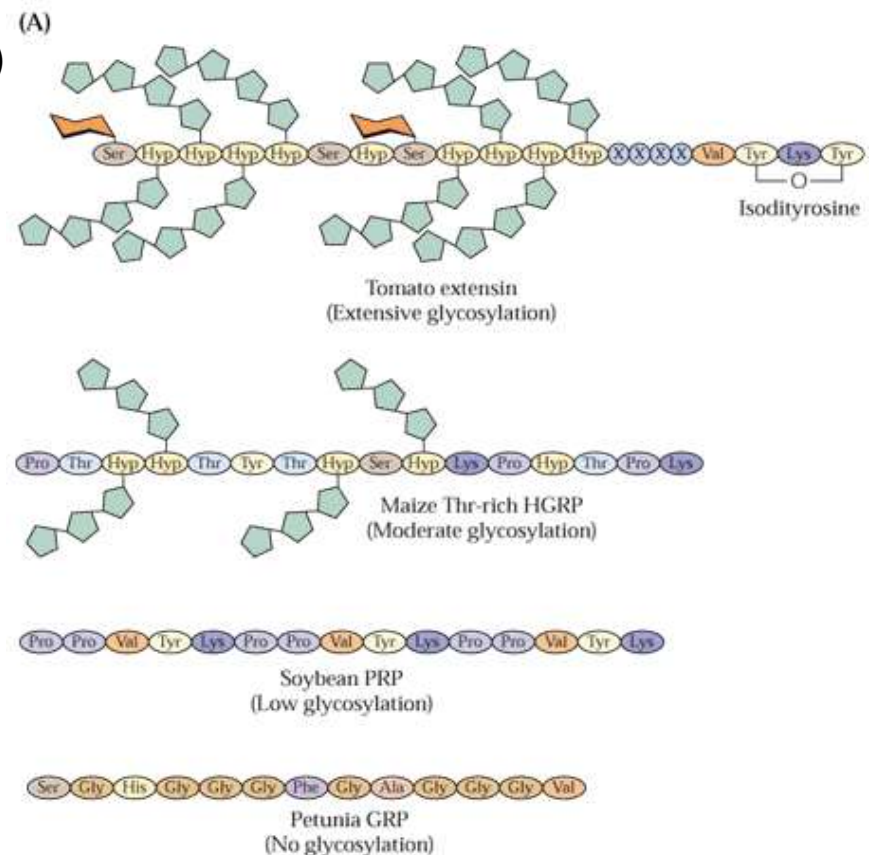 (A)
)
Ser Hyp Hyp Hyp Hyp Ser Hyp Ser Hyp Hyp Hyp Hyp X X X X Val Tyr Lys Tyr
O
Isodityrosine
Tomato extensin
(Extensive glycosylation)
Pro Thr Hyp Hyp Thr Tyr Thr Hyp Ser Hyp Lys Pro Hyp Thr Pro Lys
Maize Thr-rich HGRP
(Moderate glycosylation)
Pro Pro Val Tyr Lys Pro Pro Val Tyr Lys Pro Pro Val Tyr Lys
Soybean PRP
(Low glycosylation)
Ser Gly His Gly Gly Gly Phe Gly Ala Gly Gly Gly Val
Petunia GRP
(No glycosylation)